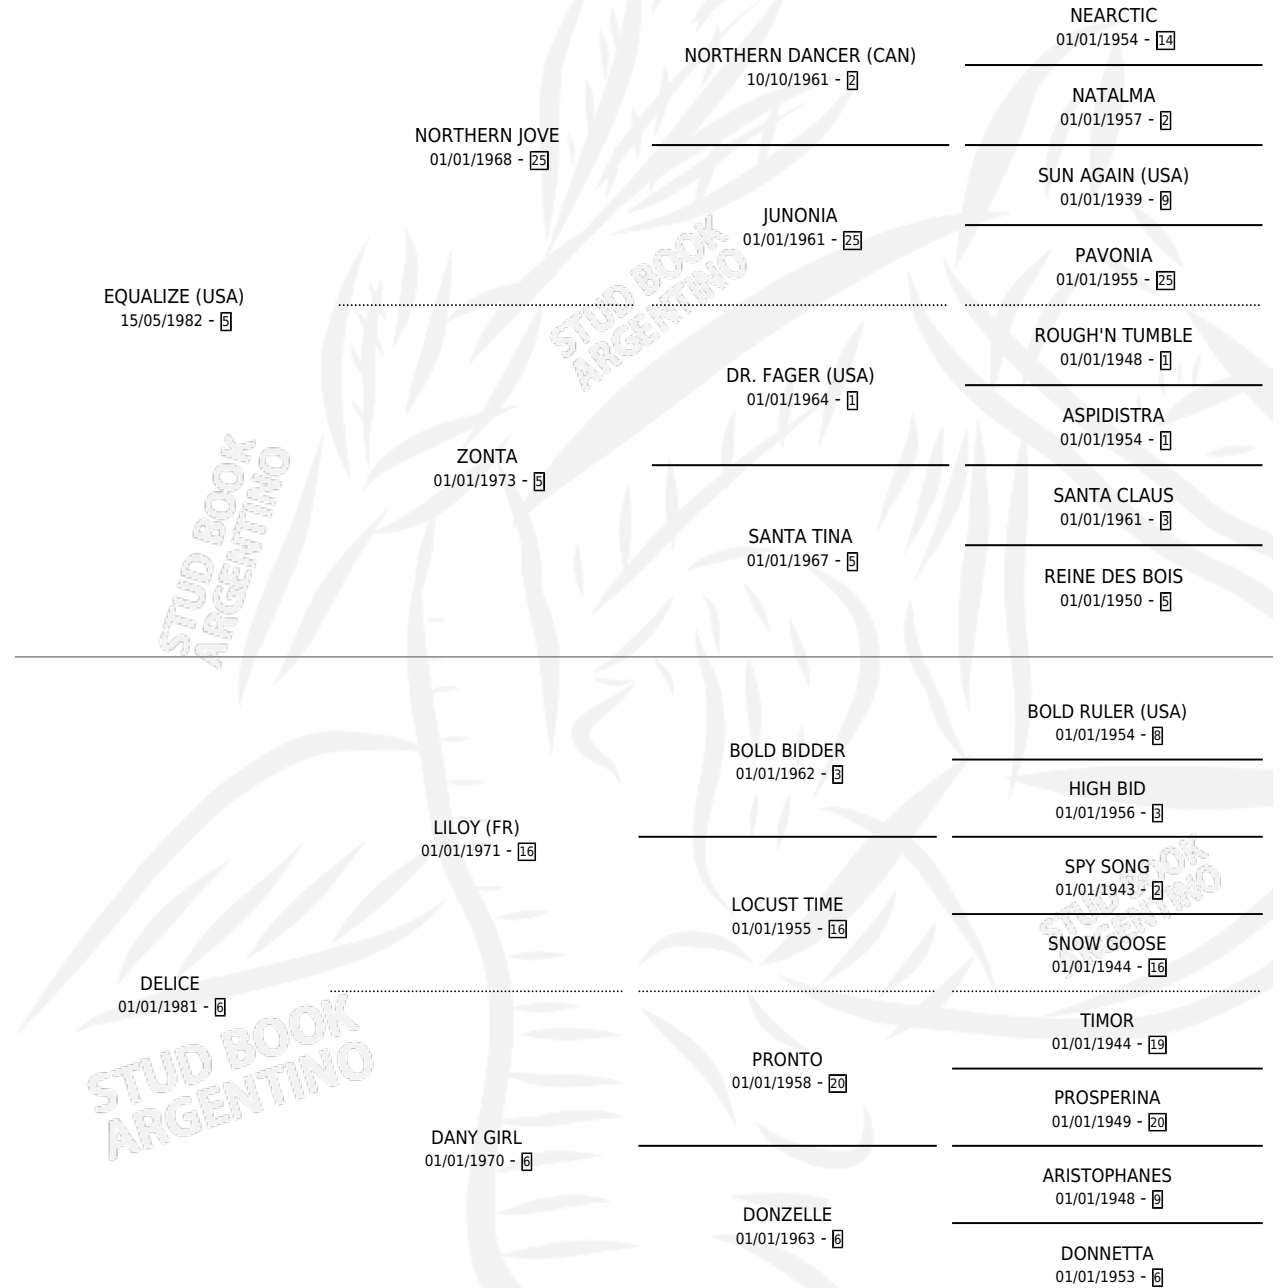 NEARCTIC
01/01/1954 - 14
NORTHERN DANCER (CAN)
10/10/1961 - 2
NATALMA
01/01/1957 - 2
NORTHERN JOVE
01/01/1968 - 25
SUN AGAIN (USA)
01/01/1939 - 9
JUNONIA
01/01/1961 - 25
PAVONIA
01/01/1955 - 25
EQUALIZE (USA)
15/05/1982 - 5
STUD BOOK
ARGENTINO
ROUGH'N TUMBLE
01/01/1948 - 1
DR. FAGER (USA)
01/01/1964 - 1
ASPIDISTRA
01/01/1954 - 1
ZONTA
01/01/1973 - 5
SANTA CLAUS
01/01/1961 - 3
SANTA TINA
01/01/1967 - 5
REINE DES BOIS
01/01/1950 - 5
STUD BOOK
ARGENTINO
BOLD RULER (USA)
01/01/1954 - 8
BOLD BIDDER
01/01/1962 - 3
HIGH BID
01/01/1956 - 3
LILOY (FR)
01/01/1971 - 16
SPY SONG
01/01/1943 - 2
LOCUST TIME
01/01/1955 - 16
SNOW GOOSE
01/01/1944 - 16
STUD BOOK
ARGENTINO
DELICE
01/01/1981 - 6
TIMOR
01/01/1944 - 19
PRONTO
01/01/1958 - 20
PROSPERINA
01/01/1949 - 20
STUD BOOK
ARGENTINO
DANY GIRL
01/01/1970 - 6
ARISTOPHANES
01/01/1948 - 9
DONZELLE
01/01/1963 - 6
DONNETTA
01/01/1953 - 6